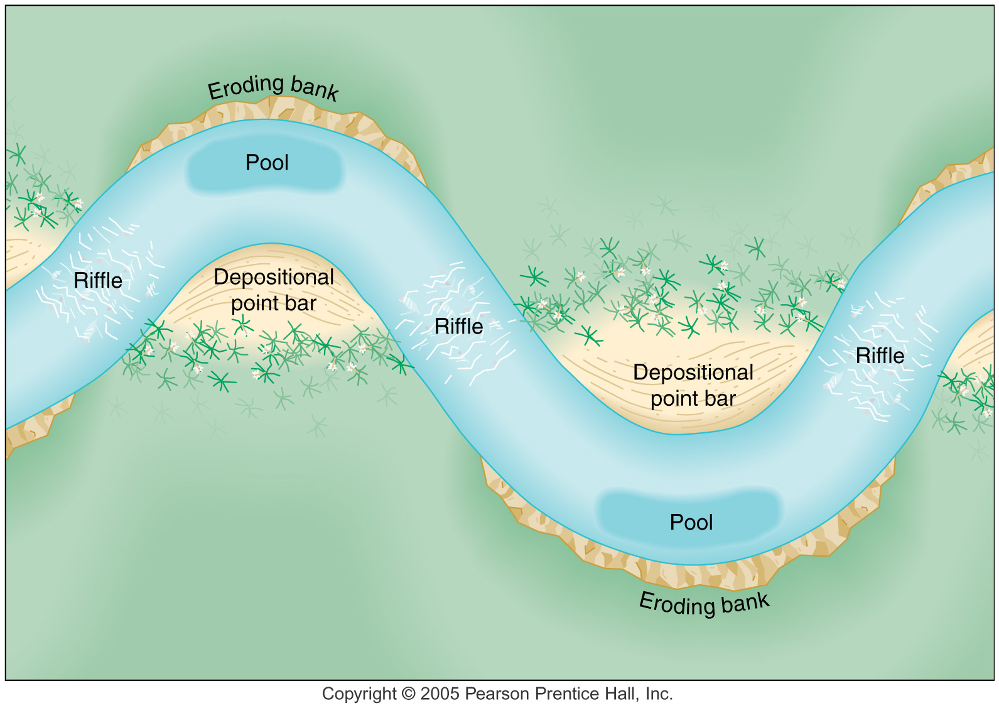 Eroding bank
Pool
Riffle
Depositional
point bar
Riffle
Depositional
point bar
Riffle
Pool
Eroding bank
Copyright © 2005 Pearson Prentice Hall, Inc.